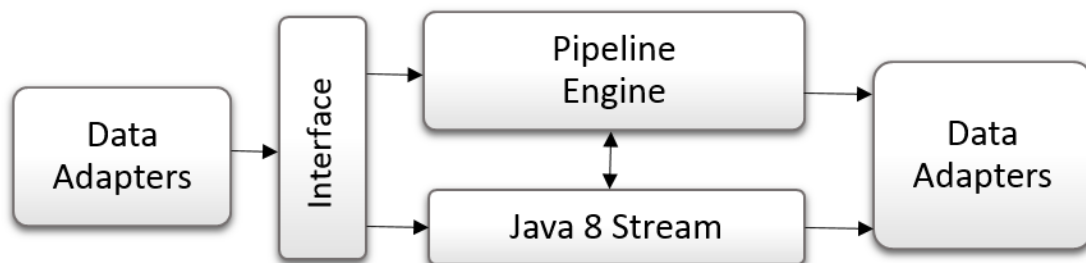 Data
Adapters
Interface
Pipeline
Engine
Java 8 Stream
Data
Adapters